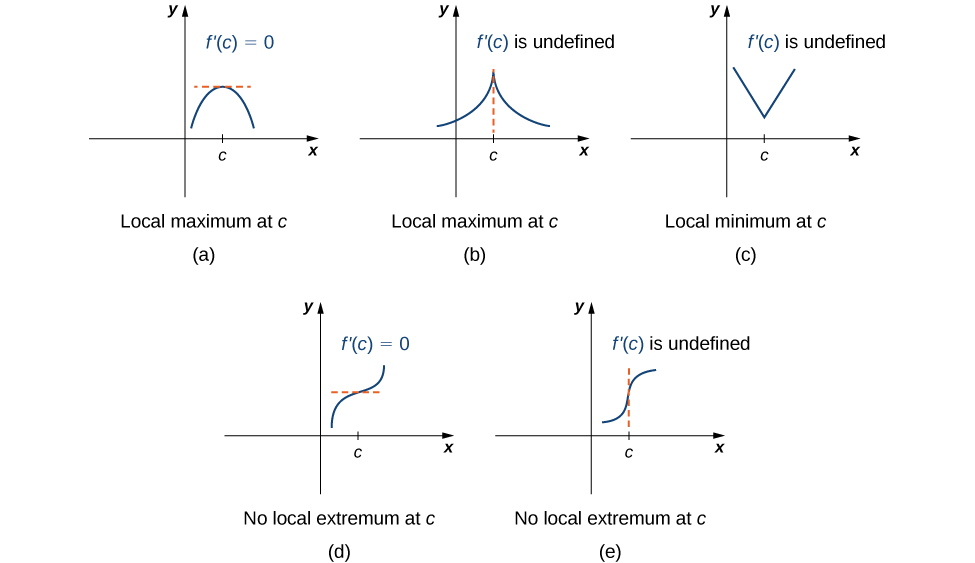 y
f'(c) = 0
c
x
Local maximum at c
(a)
y
f'(c) is undefined
c
x
Local maximum at c
(b)
y
f'(c) is undefined
c
x
Local minimum at c
(c)
y
f'(c) = 0
c
x
No local extremum at c
(d)
y
f'(c) is undefined
c
x
No local extremum at c
(e)